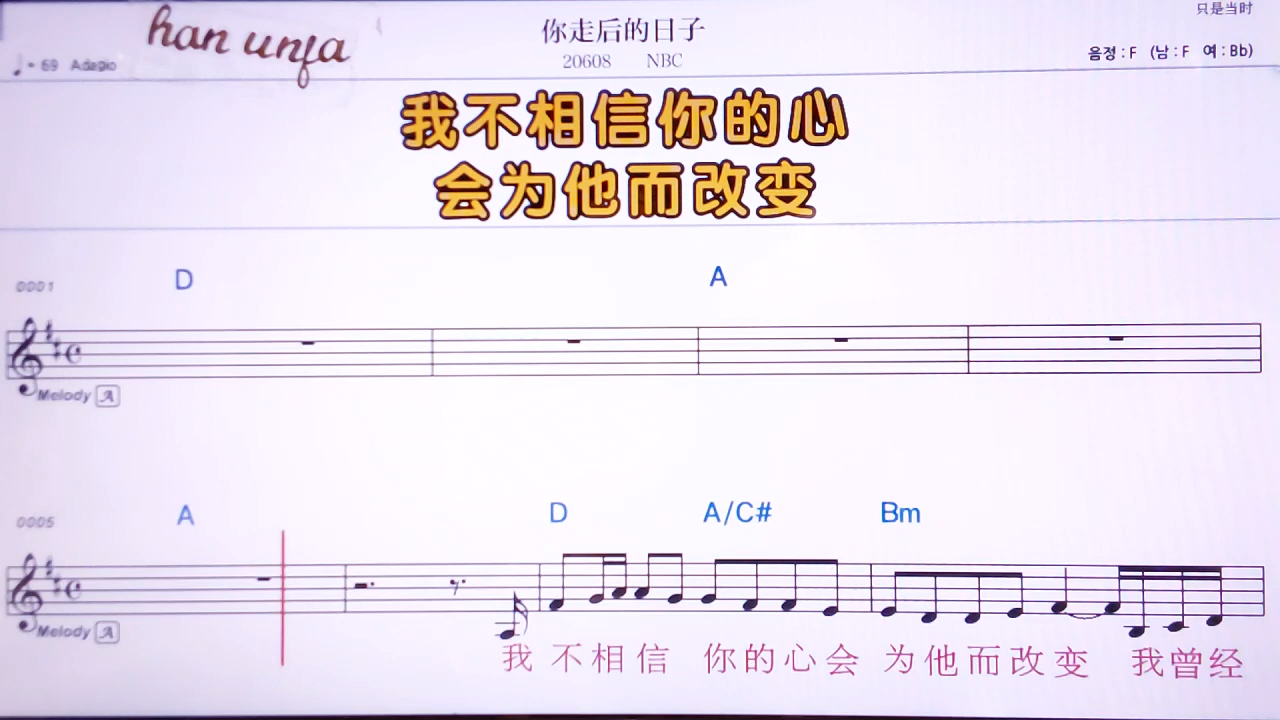 han unfa
你走后的日子
只是当时
20608 NBC
음정 : F (남 : F 여 : Bb)
= 69 Adagio
我不相信你的心
会为他而改变
0001
D A
Melody A
0005
A D A/C# Bm
Melody A
我 不相信 你的心会 为他而改变 我曾经